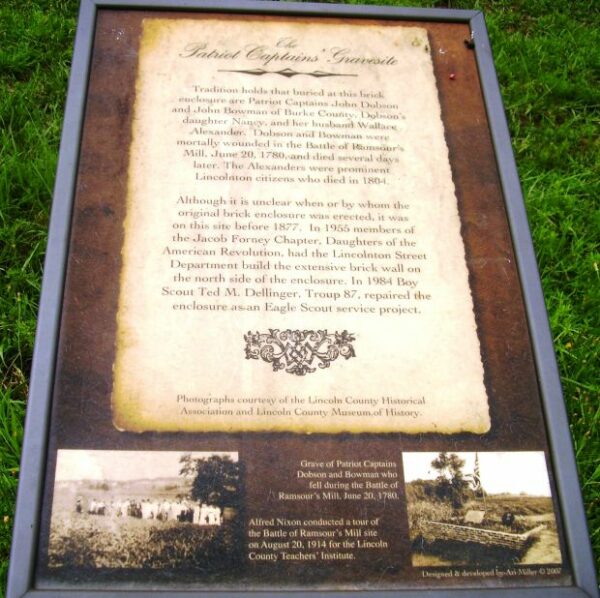 The
Patriot Captains' Gravesite
Tradition holds that buried at this brick
enclosure are Patriot Captains John Dobson
and John Bowman of Burke County, Dobson's
daughter Nancy, and her husband Wallace
Alexander. Dobson and Bowman were
mortally wounded in the Battle of Ramsour's
Mill, June 20, 1780, and died several days
later. The Alexanders were prominent
Lincolnton citizens who died in 1804.
Although it is unclear when or by whom the
original brick enclosure was erected, it was
on this site before 1877. In 1955 members of
the Jacob Forney Chapter, Daughters of the
American Revolution, had the Lincolnton Street
Department build the extensive brick wall on
the north side of the enclosure. In 1984 Boy
Scout Ted M. Dellinger, Troup 87, repaired the
enclosure as an Eagle Scout service project.
Photographs courtesy of the Lincoln County Historical
Association and Lincoln County Museum of History.
Grave of Patriot Captains
Dobson and Bowman who
fell during the Battle of
Ramsour's Mill, June 20, 1780.
Alfred Nixon conducted a tour of
the Battle of Ramsour's Mill site
on August 20, 1914 for the Lincoln
County Teachers' Institute.
Designed & developed by Ari Miller © 2007